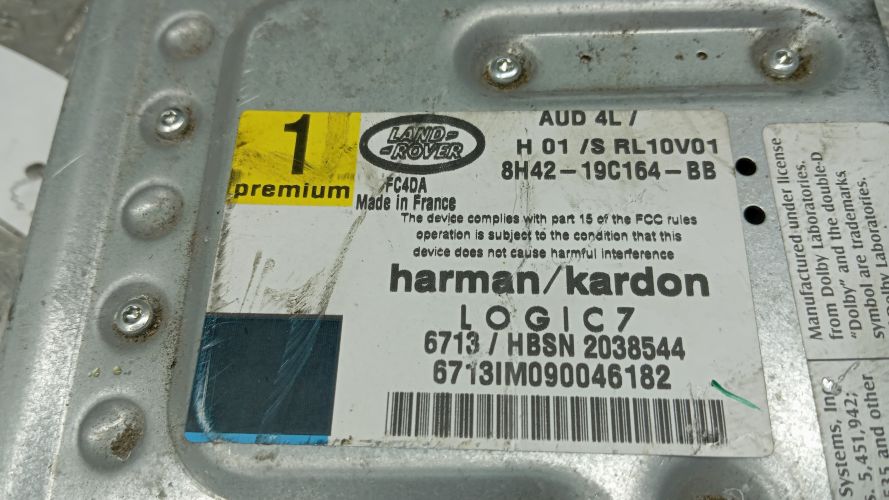 AUD 4L /
1
premium
LAND-
-ROVER
H 01 /S RL10V01
8H42-19C164-BB
FC4DA
Made in France
The device complies with part 15 of the FCC rules
operation is subject to the condition that this
device does not cause harmful interference
harman/kardon
LOGIC7
6713 / HBSN 2038544
6713IM090046182
Manufactured under license
from Dolby Laboratories.
"Dolby" and the double-D
symbol are trademarks
Dolby Laboratories.
Systems, Inc
5,451,942;
5 and other